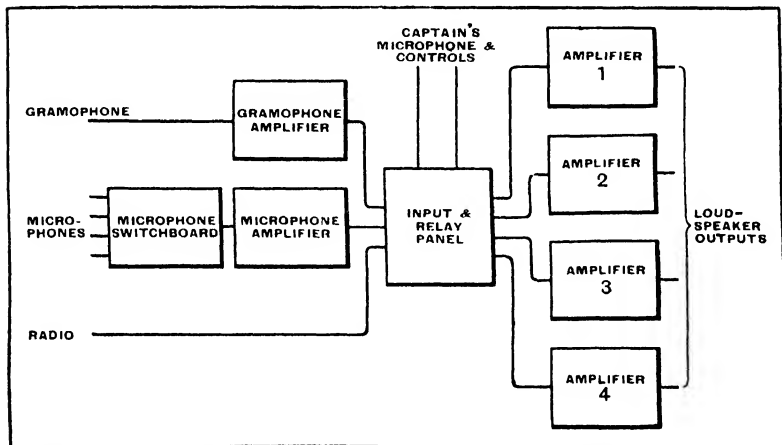 CAPTAIN'S
MICROPHONE &
CONTROLS
GRAMOPHONE
GRAMOPHONE
AMPLIFIER
MICRO-
PHONES
MICROPHONE
SWITCHBOARD
MICROPHONE
AMPLIFIER
RADIO
INPUT &
RELAY
PANEL
AMPLIFIER
1
AMPLIFIER
2
AMPLIFIER
3
AMPLIFIER
4
LOUD-
SPEAKER
OUTPUTS